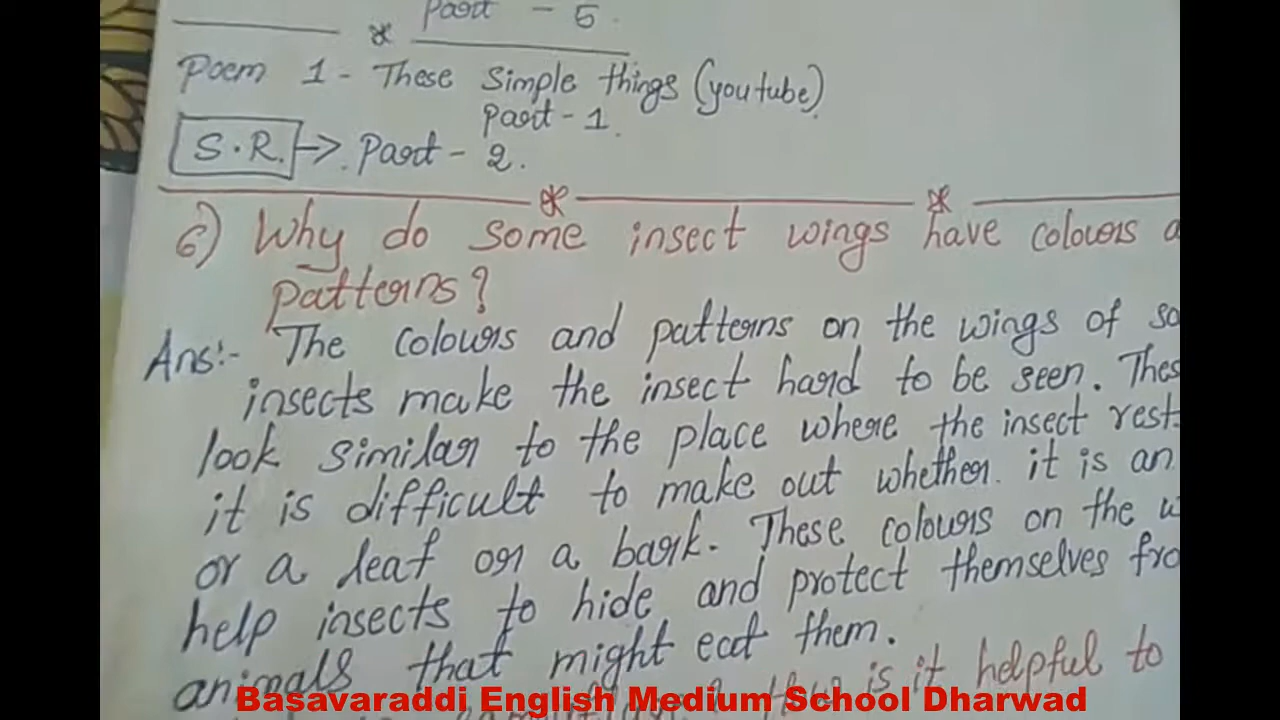 Part - 5.
Poem 1 - These Simple things (youtube)
Part - 1.
S.R. → Part - 2.
6) Why do some insect wings have colours
patterns?
Ans:- The colours and patterns on the wings of so
insects make the insect hard to be seen. Thes
look similar to the place where the insect rest
it is difficult to make out whether it is an
or a leaf or a bark. These colours on the w
help insects to hide and protect themselves fro
animals that might eat them.
is it helpful to
Basavaraddi English Medium School Dharwad